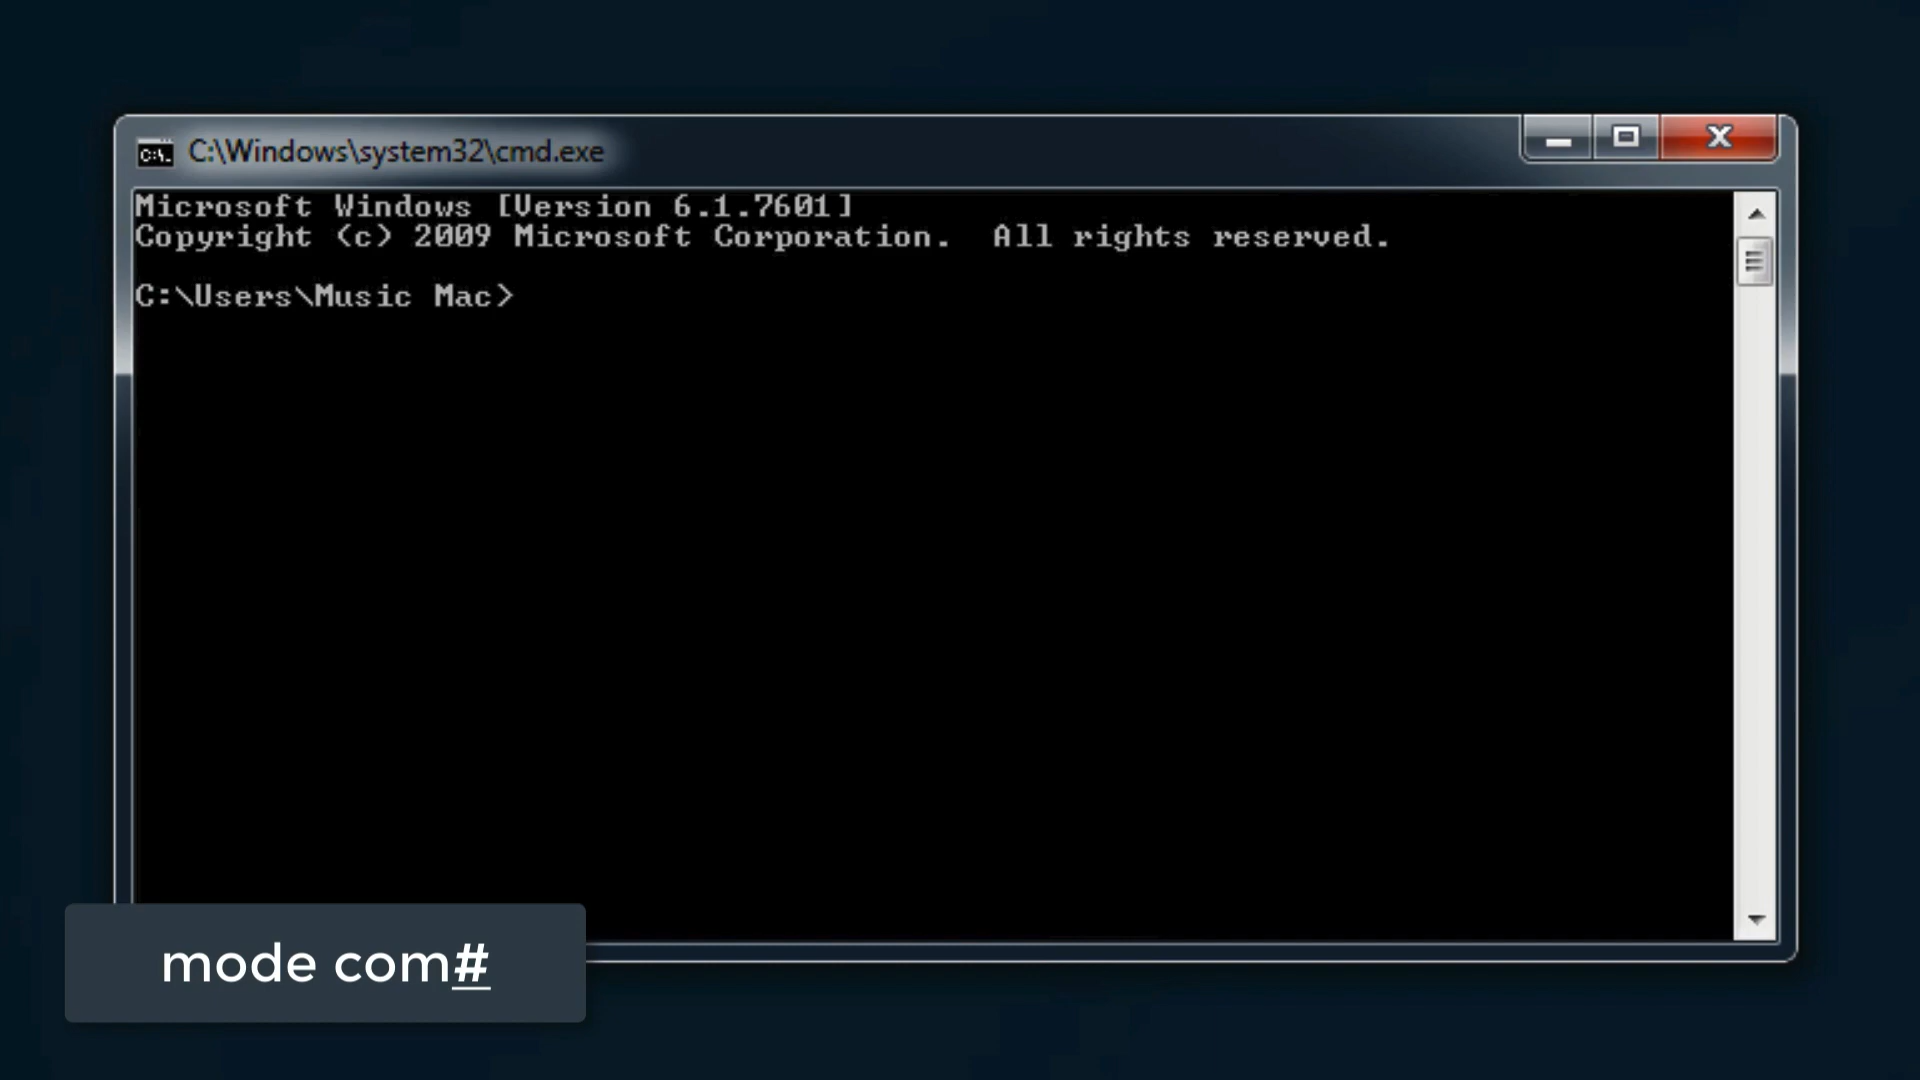 C:\Windows\system32\cmd.exe
Microsoft Windows [Version 6.1.7601]
Copyright (c) 2009 Microsoft Corporation.  All rights reserved.
C:\Users\Music Mac>
mode com#